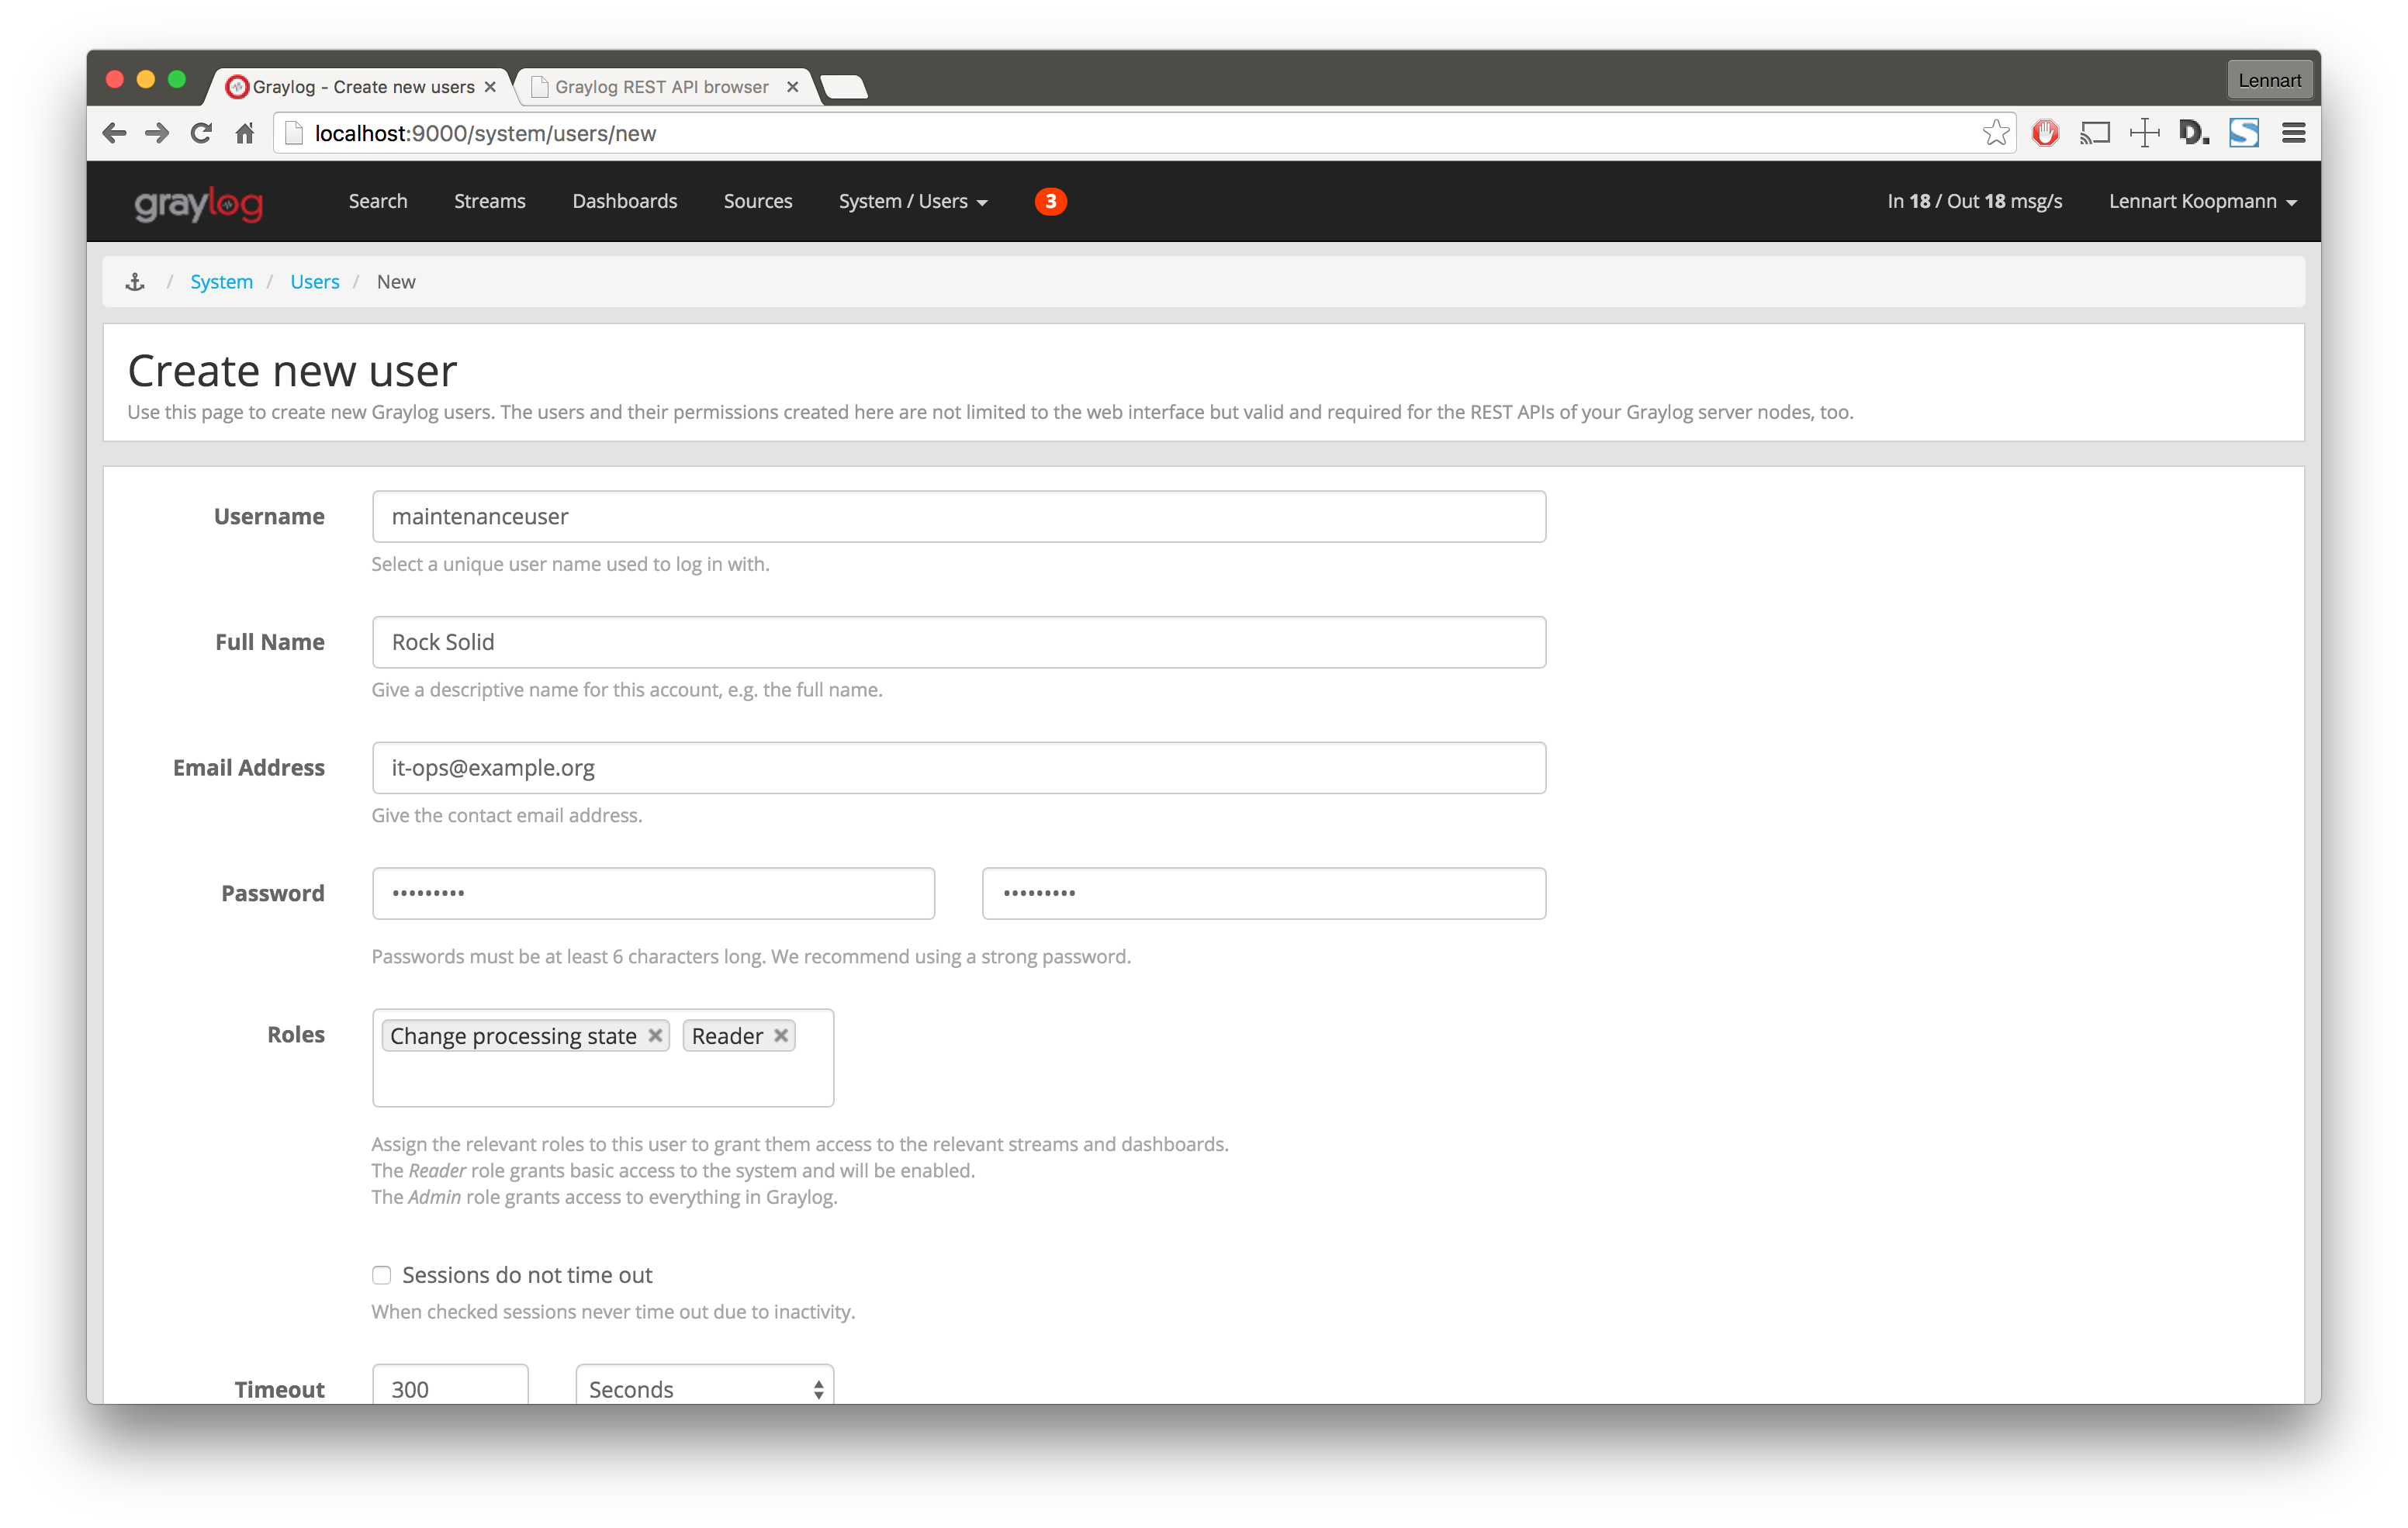 Graylog - Create new users
Graylog REST API browser
Lennart
localhost:9000/system/users/new
graylog
Search
Streams
Dashboards
Sources
System / Users
3
In 18 / Out 18 msg/s
Lennart Koopmann
/ System / Users / New
Create new user
Use this page to create new Graylog users. The users and their permissions created here are not limited to the web interface but valid and required for the REST APIs of your Graylog server nodes, too.
Username
maintenanceuser
Select a unique user name used to log in with.
Full Name
Rock Solid
Give a descriptive name for this account, e.g. the full name.
Email Address
it-ops@example.org
Give the contact email address.
Password
•••••••••
•••••••••
Passwords must be at least 6 characters long. We recommend using a strong password.
Roles
Change processing state
Reader
Assign the relevant roles to this user to grant them access to the relevant streams and dashboards.
The Reader role grants basic access to the system and will be enabled.
The Admin role grants access to everything in Graylog.
Sessions do not time out
When checked sessions never time out due to inactivity.
Timeout
300
Seconds